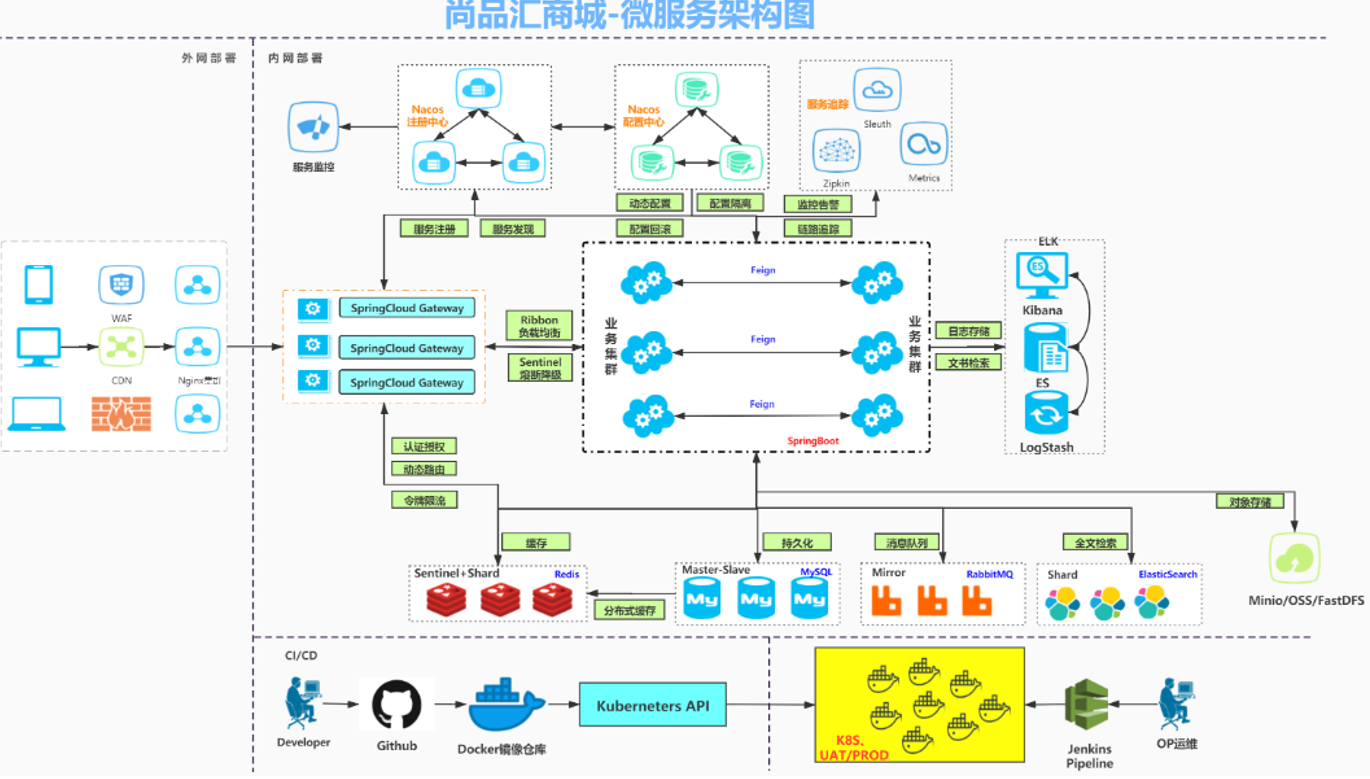 尚品汇商城-微服务架构图
外网部署
内网部署
Nacos
注册中心
Nacos
配置中心
服务追踪
Sleuth
Zipkin
Metrics
服务监控
动态配置
配置隔离
监控告警
服务注册
服务发现
配置回滚
链路追踪
WAF
CDN
SpringCloud Gateway
SpringCloud Gateway
SpringCloud Gateway
Ribbon
负载均衡
Sentinel
熔断降级
业务集群
Feign
Feign
Feign
业务集群
SpringBoot
日志存储
文书检索
ELK
Kibana
ES
LogStash
认证授权
动态路由
令牌限流
对象存储
缓存
持久化
消息队列
全文检索
Sentinel+Shard
Redis
分布式缓存
Master-Slave
MySQL
My
My
My
Mirror
RabbitMQ
Shard
ElasticSearch
Minio/OSS/FastDFS
CI/CD
Developer
Github
Docker镜像仓库
Kuberneters API
K8S、
UAT/PROD
Jenkins
Pipeline
OP运维